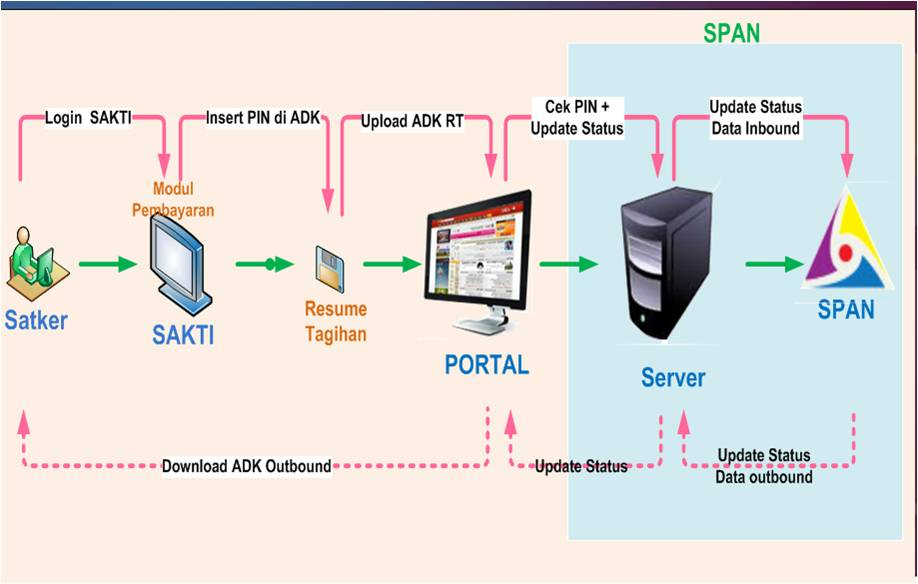 SPAN
Login SAKTI
Insert PIN di ADK
Upload ADK RT
Cek PIN +
Update Status
Update Status
Data Inbound
Modul
Pembayaran
Satker
SAKTI
Resume
Tagihan
PORTAL
Server
SPAN
Download ADK Outbound
Update Status
Update Status
Data outbound